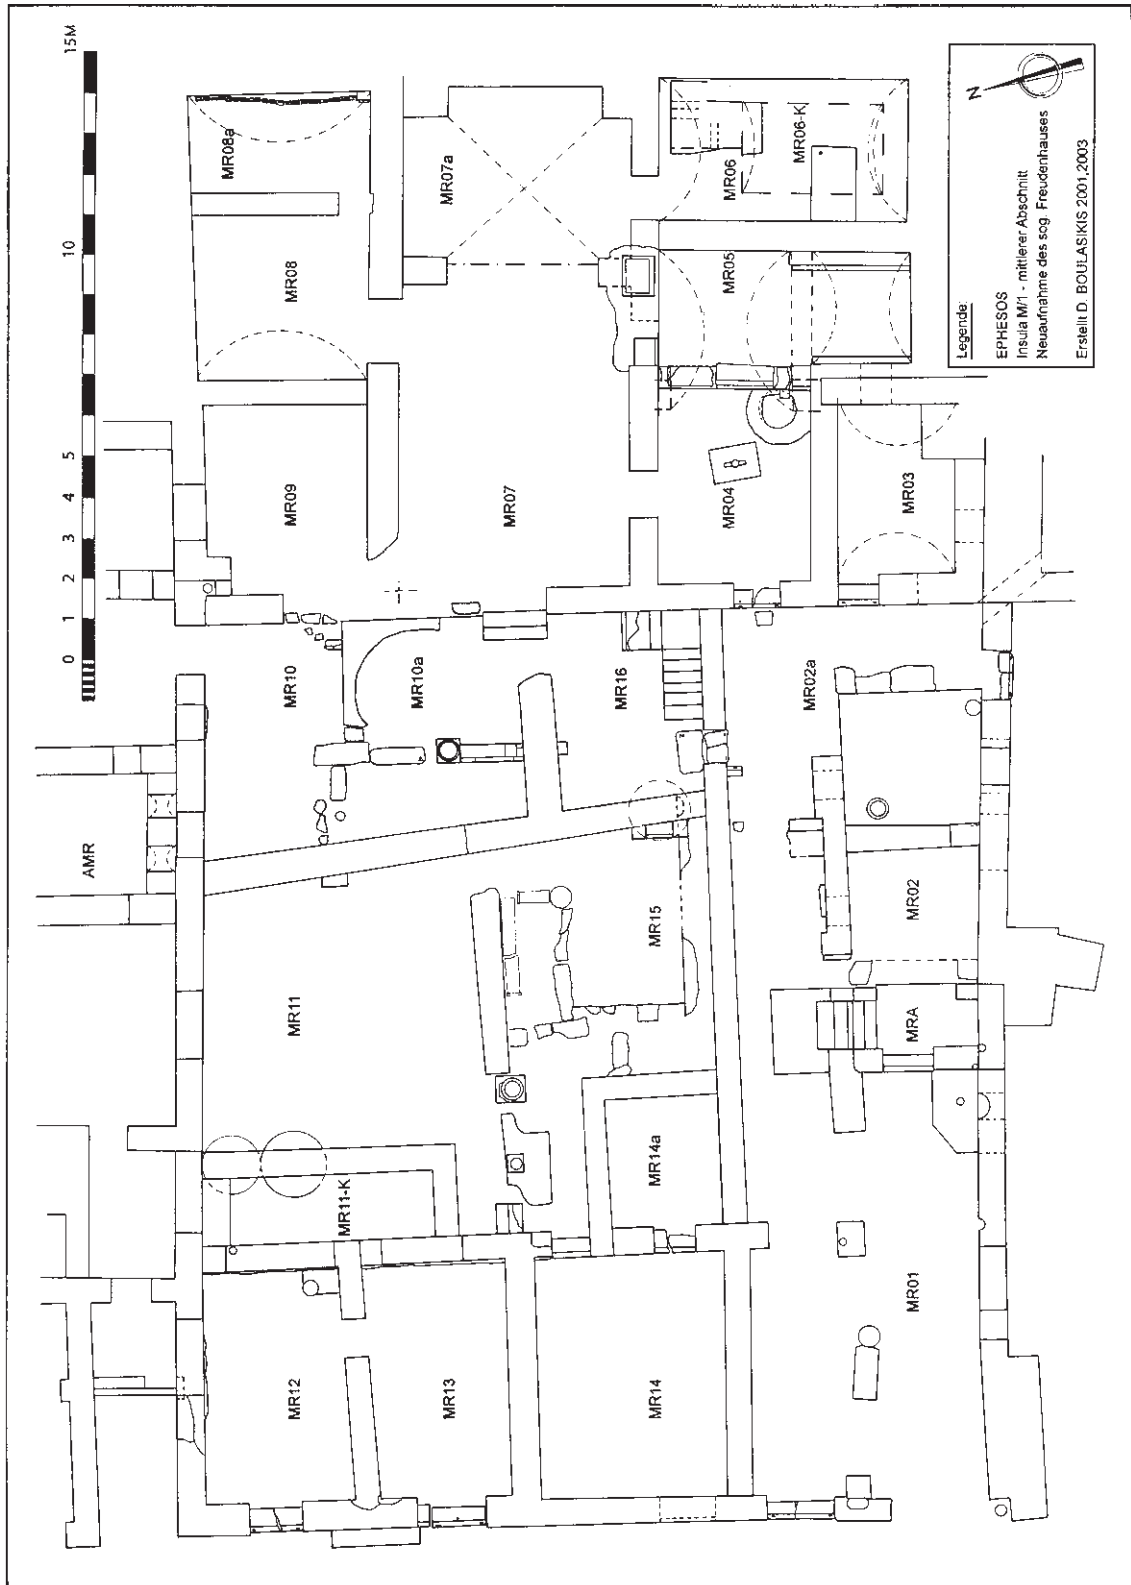 15M
10
5
4
3
2
1
0
MR08a
MR08
MR07a
MR06
MR06-K
MR05
MR09
MR07
MR04
MR03
MR10
MR10a
MR16
MR02a
AMR
MR11
MR15
MR02
MRA
MR11-K
MR14a
MR12
MR13
MR14
MR01
N
Legende:
EPHESOS
Insula M/1 - mittlerer Abschnitt
Neuaufnahme des sog. Freudenhauses
Erstellt D. BOULASIKIS 2001,2003